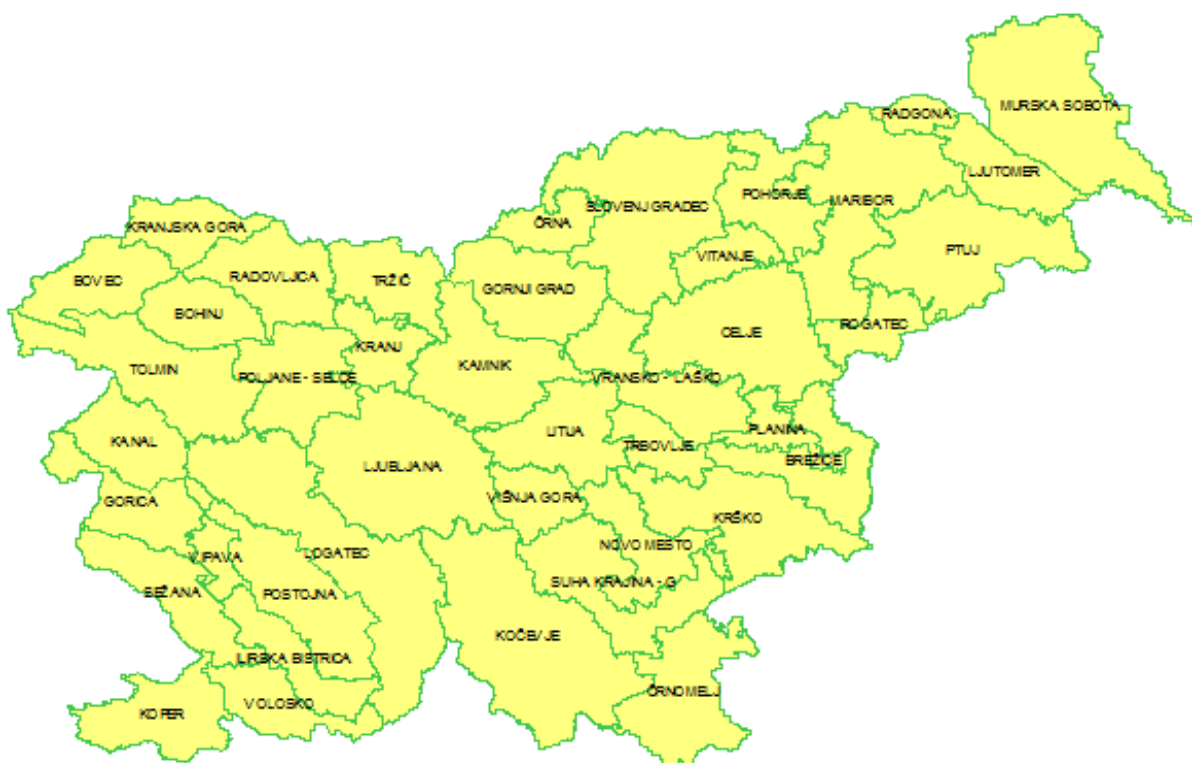 MURSKA SOBOTA
RADGONA
LJUTOMER
POHORJE
MARIBOR
SLOVENJ GRADEC
ČRNA
KRANJSKA GORA
PTUJ
VITANJE
BOVEC
RADOVLJICA
TRŽIČ
GORNJI GRAD
BOHINJ
ROGATEC
CELJE
KRANJ
KAMNIK
TOLMIN
POLJANE - SELCE
VRANSKO - LAŠKO
PLANINA
LITIJA
KANAL
TRBOVLJE
BREŽICE
LJUBLJANA
VIŠNJA GORA
GORICA
KRŠKO
NOVO MESTO
VIPAVA
LOGATEC
SUHA KRAJINA - G
SEŽANA
POSTOJNA
KOČEVJE
ILIRSKA BISTRICA
ČRNOMELJ
VOLOSKO
KOPER